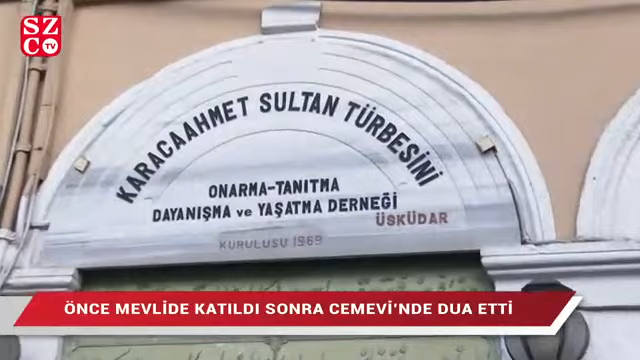 SZC
TV
KARACAAHMET SULTAN TÜRBESİNİ
ONARMA-TANITMA
DAYANIŞMA ve YAŞATMA DERNEĞİ
ÜSKÜDAR
KURULUSU 1969
ÖNCE MEVLİDE KATILDI SONRA CEMEVİ'NDE DUA ETTİ